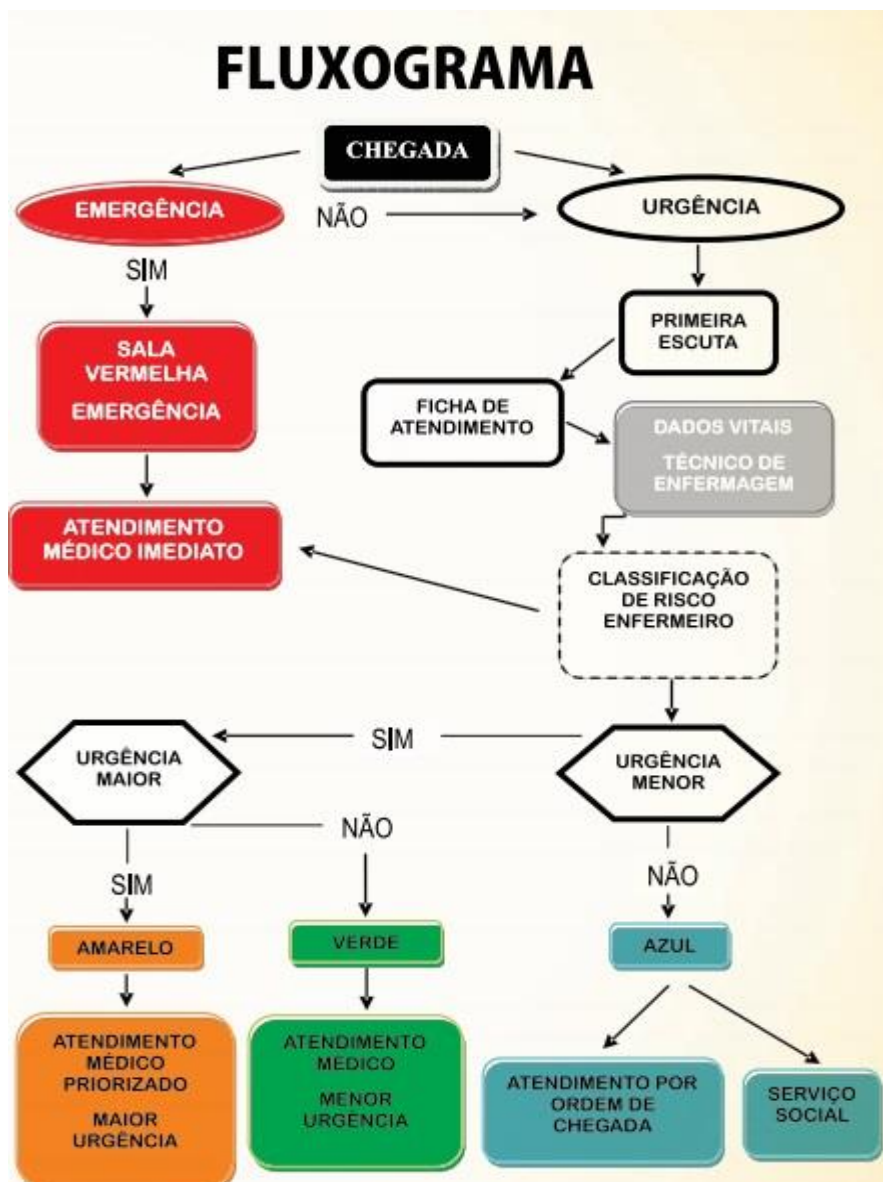 FLUXOGRAMA
CHEGADA
EMERGÊNCIA
NÃO
URGÊNCIA
SIM
PRIMEIRA
ESCUTA
SALA
VERMELHA
EMERGÊNCIA
FICHA DE
ATENDIMENTO
DADOS VITAIS
TÉCNICO DE
ENFERMAGEM
ATENDIMENTO
MÉDICO IMEDIATO
CLASSIFICAÇÃO
DE RISCO
ENFERMEIRO
URGÊNCIA
MAIOR
SIM
URGÊNCIA
MENOR
NÃO
SIM
NÃO
AMARELO
VERDE
AZUL
ATENDIMENTO
MÉDICO
PRIORIZADO
MAIOR
URGÊNCIA
ATENDIMENTO
MEDICO
MENOR
URGÊNCIA
ATENDIMENTO POR
ORDEM DE
CHEGADA
SERVIÇO
SOCIAL